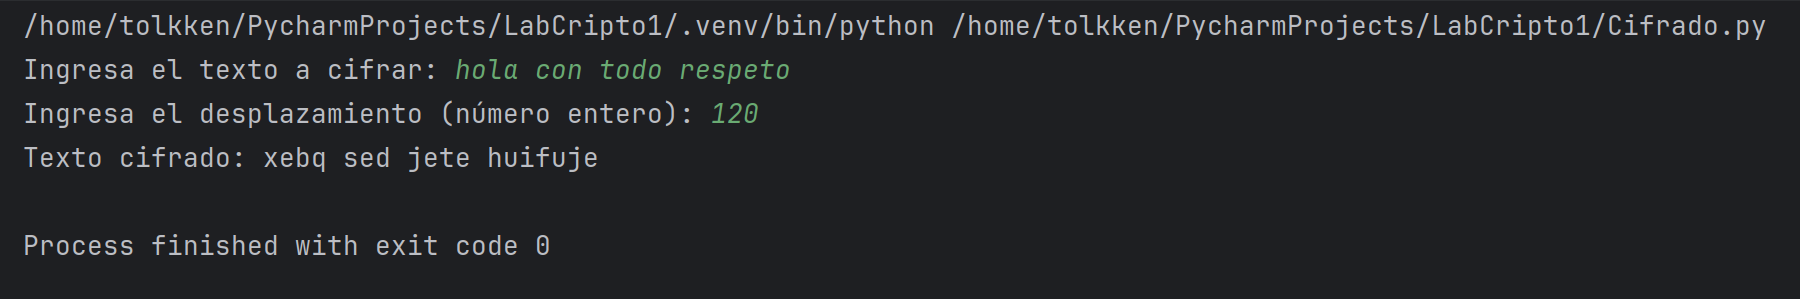 /home/tolkken/PycharmProjects/LabCripto1/.venv/bin/python /home/tolkken/PycharmProjects/LabCripto1/Cifrado.py
Ingresa el texto a cifrar: hola con todo respeto
Ingresa el desplazamiento (número entero): 120
Texto cifrado: xebq sed jete huifuje
Process finished with exit code 0